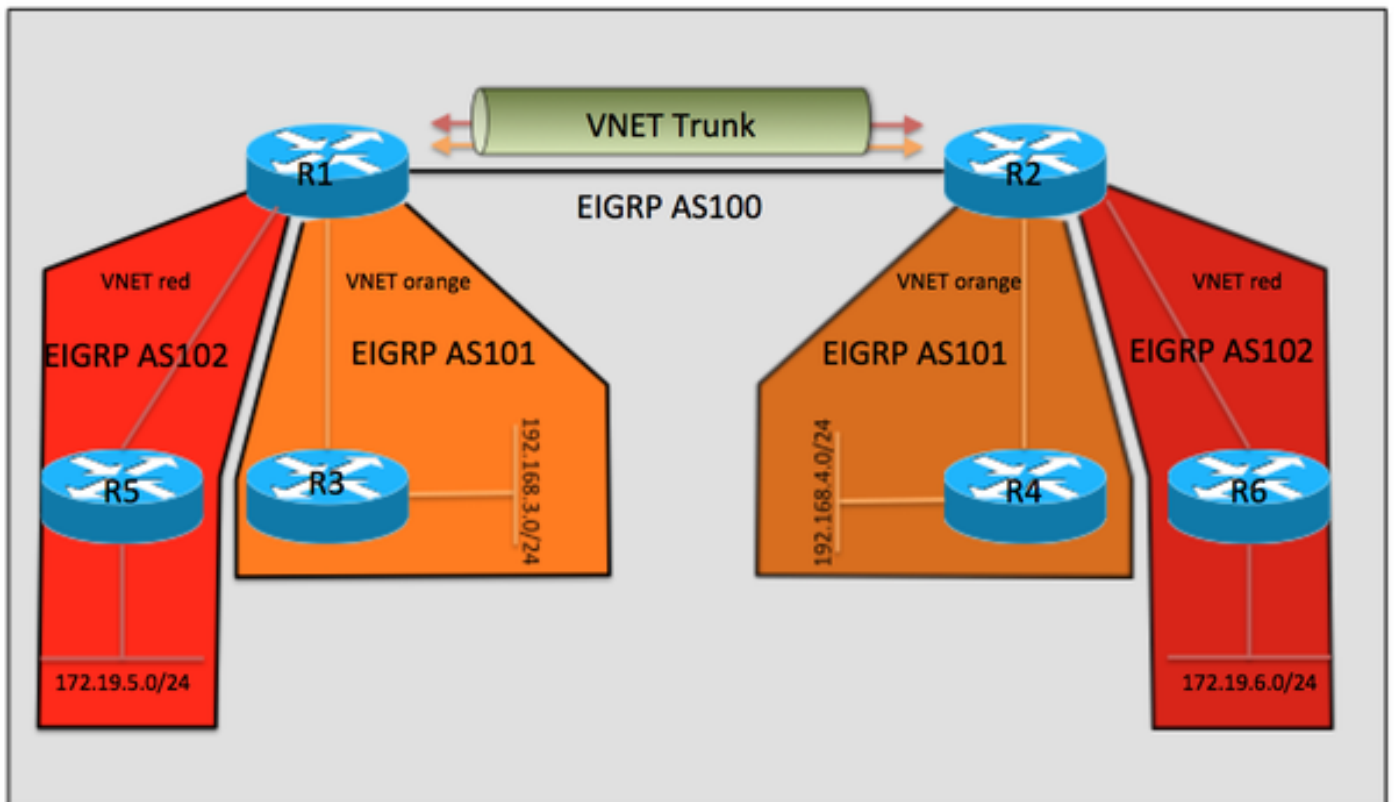 VNET Trunk
R1
R2
EIGRP AS100
VNET red
VNET orange
VNET orange
VNET red
EIGRP AS102
EIGRP AS101
EIGRP AS101
EIGRP AS102
192.168.3.0/24
192.168.4.0/24
R5
R3
R4
R6
172.19.5.0/24
172.19.6.0/24